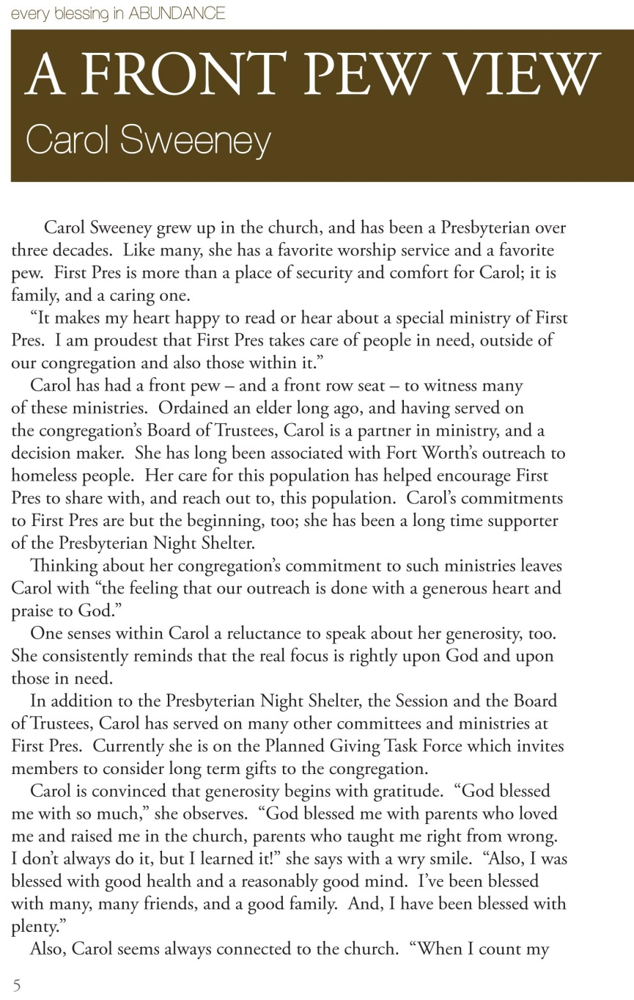 every blessing in ABUNDANCE
A FRONT PEW VIEW
Carol Sweeney
Carol Sweeney grew up in the church, and has been a Presbyterian over
three decades.  Like many, she has a favorite worship service and a favorite
pew.  First Pres is more than a place of security and comfort for Carol; it is
family, and a caring one.
“It makes my heart happy to read or hear about a special ministry of First
Pres.  I am proudest that First Pres takes care of people in need, outside of
our congregation and also those within it.”
Carol has had a front pew – and a front row seat – to witness many
of these ministries.  Ordained an elder long ago, and having served on
the congregation’s Board of Trustees, Carol is a partner in ministry, and a
decision maker.  She has long been associated with Fort Worth’s outreach to
homeless people.  Her care for this population has helped encourage First
Pres to share with, and reach out to, this population.  Carol’s commitments
to First Pres are but the beginning, too; she has been a long time supporter
of the Presbyterian Night Shelter.
Thinking about her congregation’s commitment to such ministries leaves
Carol with “the feeling that our outreach is done with a generous heart and
praise to God.”
One senses within Carol a reluctance to speak about her generosity, too.
She consistently reminds that the real focus is rightly upon God and upon
those in need.
In addition to the Presbyterian Night Shelter, the Session and the Board
of Trustees, Carol has served on many other committees and ministries at
First Pres.  Currently she is on the Planned Giving Task Force which invites
members to consider long term gifts to the congregation.
Carol is convinced that generosity begins with gratitude.  “God blessed
me with so much,” she observes.  “God blessed me with parents who loved
me and raised me in the church, parents who taught me right from wrong.
I don’t always do it, but I learned it!” she says with a wry smile.  “Also, I was
blessed with good health and a reasonably good mind.  I’ve been blessed
with many, many friends, and a good family.  And, I have been blessed with
plenty.”
Also, Carol seems always connected to the church.  “When I count my
5